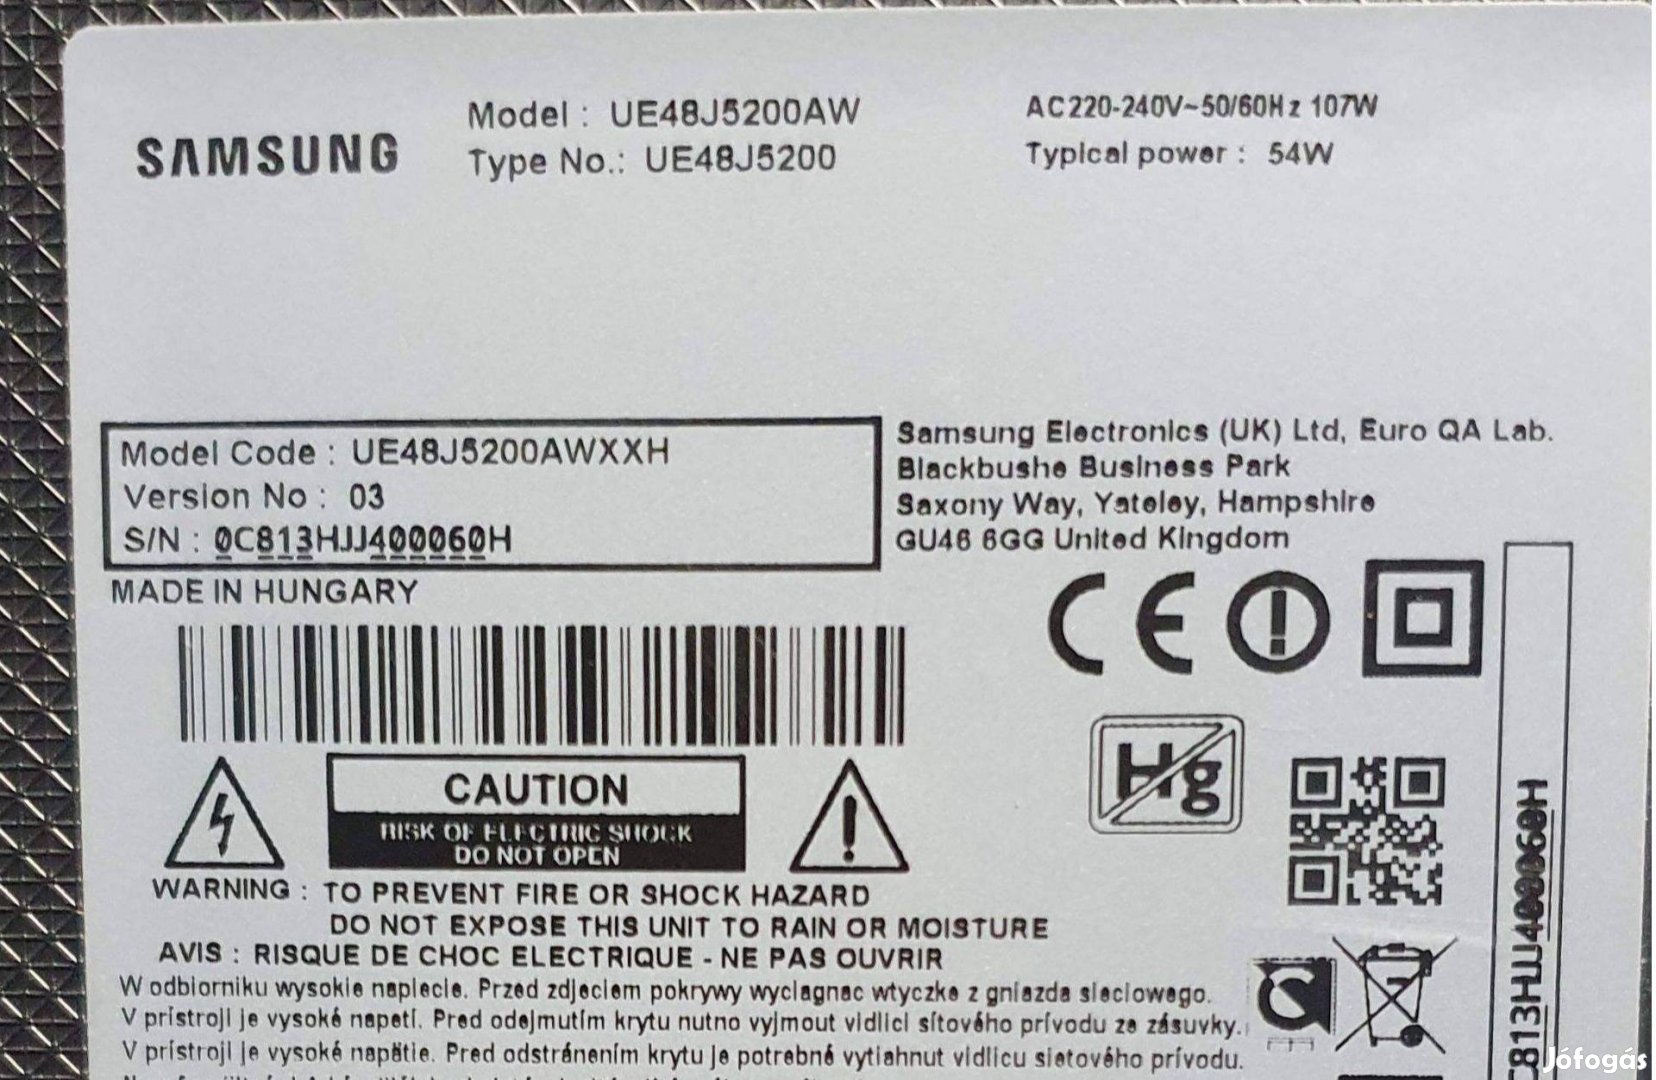 SAMSUNG
Model : UE48J5200AW
Type No.: UE48J5200
AC220-240V~50/60Hz 107W
Typical power : 54W
Model Code : UE48J5200AWXXH
Version No : 03
S/N : 0C813HJJ400060H
MADE IN HUNGARY
Samsung Electronics (UK) Ltd, Euro QA Lab.
Blackbushe Business Park
Saxony Way, Yateley, Hampshire
GU46 6GG United Kingdom
CE
Hg
CAUTION
RISK OF ELECTRIC SHOCK
DO NOT OPEN
WARNING : TO PREVENT FIRE OR SHOCK HAZARD
DO NOT EXPOSE THIS UNIT TO RAIN OR MOISTURE
AVIS : RISQUE DE CHOC ELECTRIQUE - NE PAS OUVRIR
W odbiorniku wysokie napiecie. Przed zdjeciem pokrywy wyciagnac wtyczke z gniazda sieciowego.
V prístroji je vysoké napetí. Pred odejmutím krytu nutno vyjmout vidlici sítového prívodu ze zásuvky.
V prístroji je vysoké napätie. Pred odstránením krytu je potrebné vytiahnut vidlicu sietového prívodu.
C813HJJ400060H
Jófogás